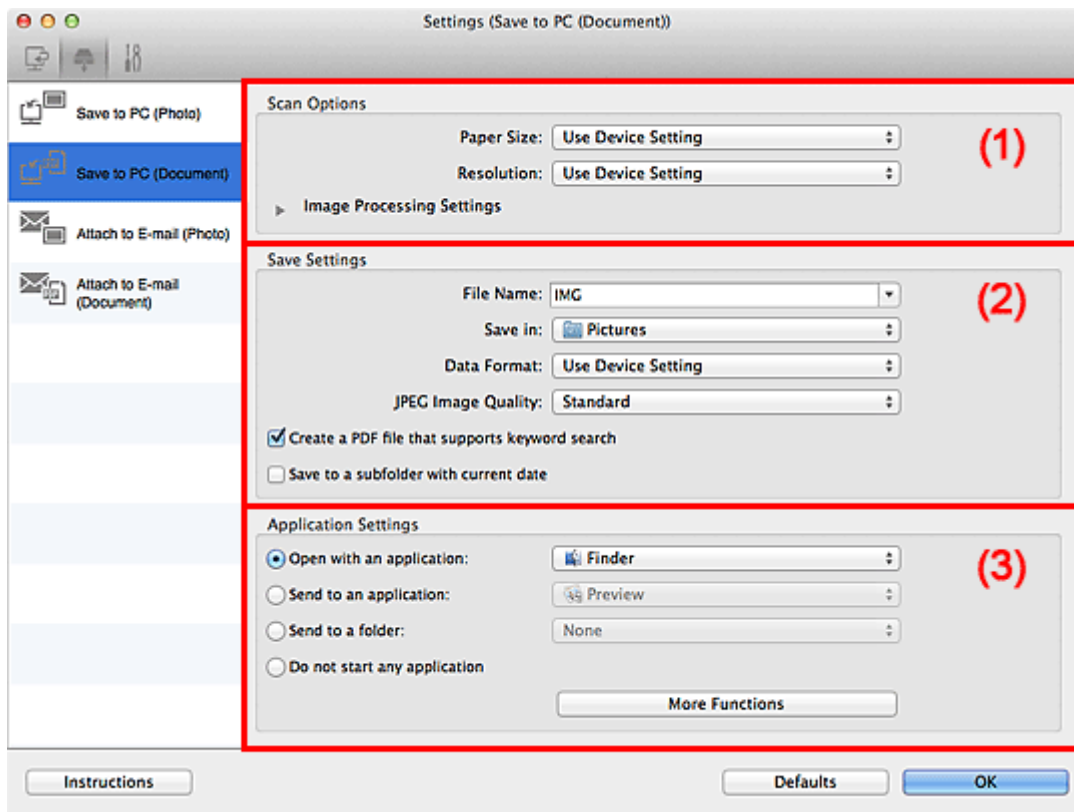 Settings (Save to PC (Document))
Save to PC (Photo)
Save to PC (Document)
Attach to E-mail (Photo)
Attach to E-mail
(Document)
Scan Options
(1)
Paper Size: Use Device Setting
Resolution: Use Device Setting
Image Processing Settings
Save Settings
(2)
File Name: IMG
Save in: Pictures
Data Format: Use Device Setting
JPEG Image Quality: Standard
Create a PDF file that supports keyword search
Save to a subfolder with current date
Application Settings
(3)
Open with an application: Finder
Send to an application: Preview
Send to a folder: None
Do not start any application
More Functions
Instructions
Defaults
OK